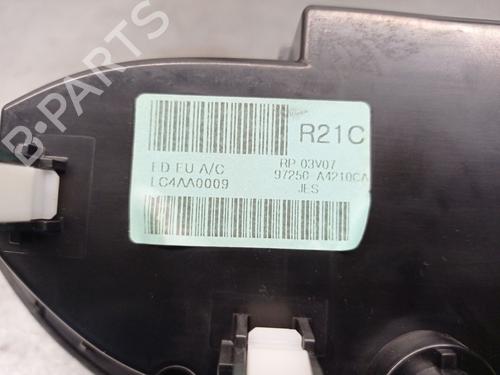 B-PARTS
R21C
ED FU A/C RP 03V07
LC4AA0009 97250-A4210CA
JES